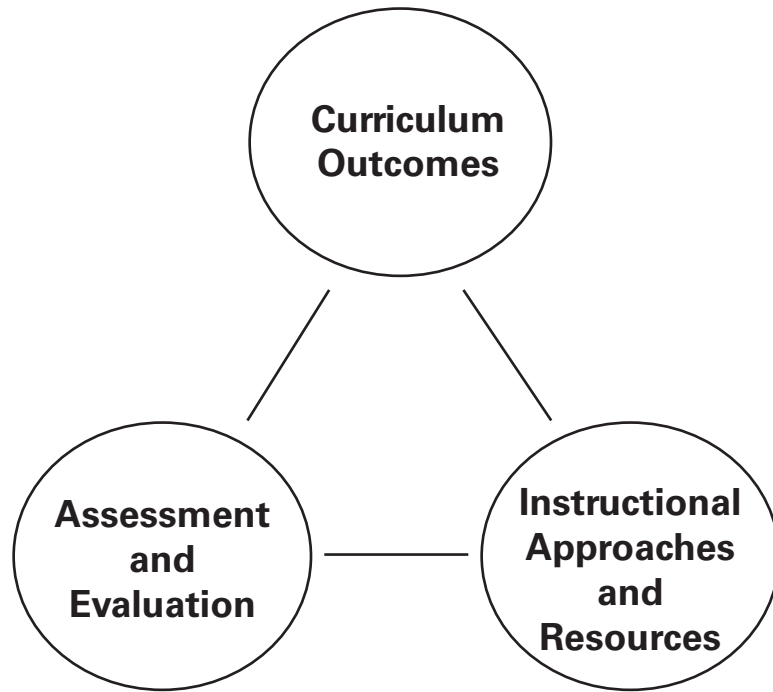 Curriculum
Outcomes
Assessment
and
Evaluation
Instructional
Approaches
and
Resources